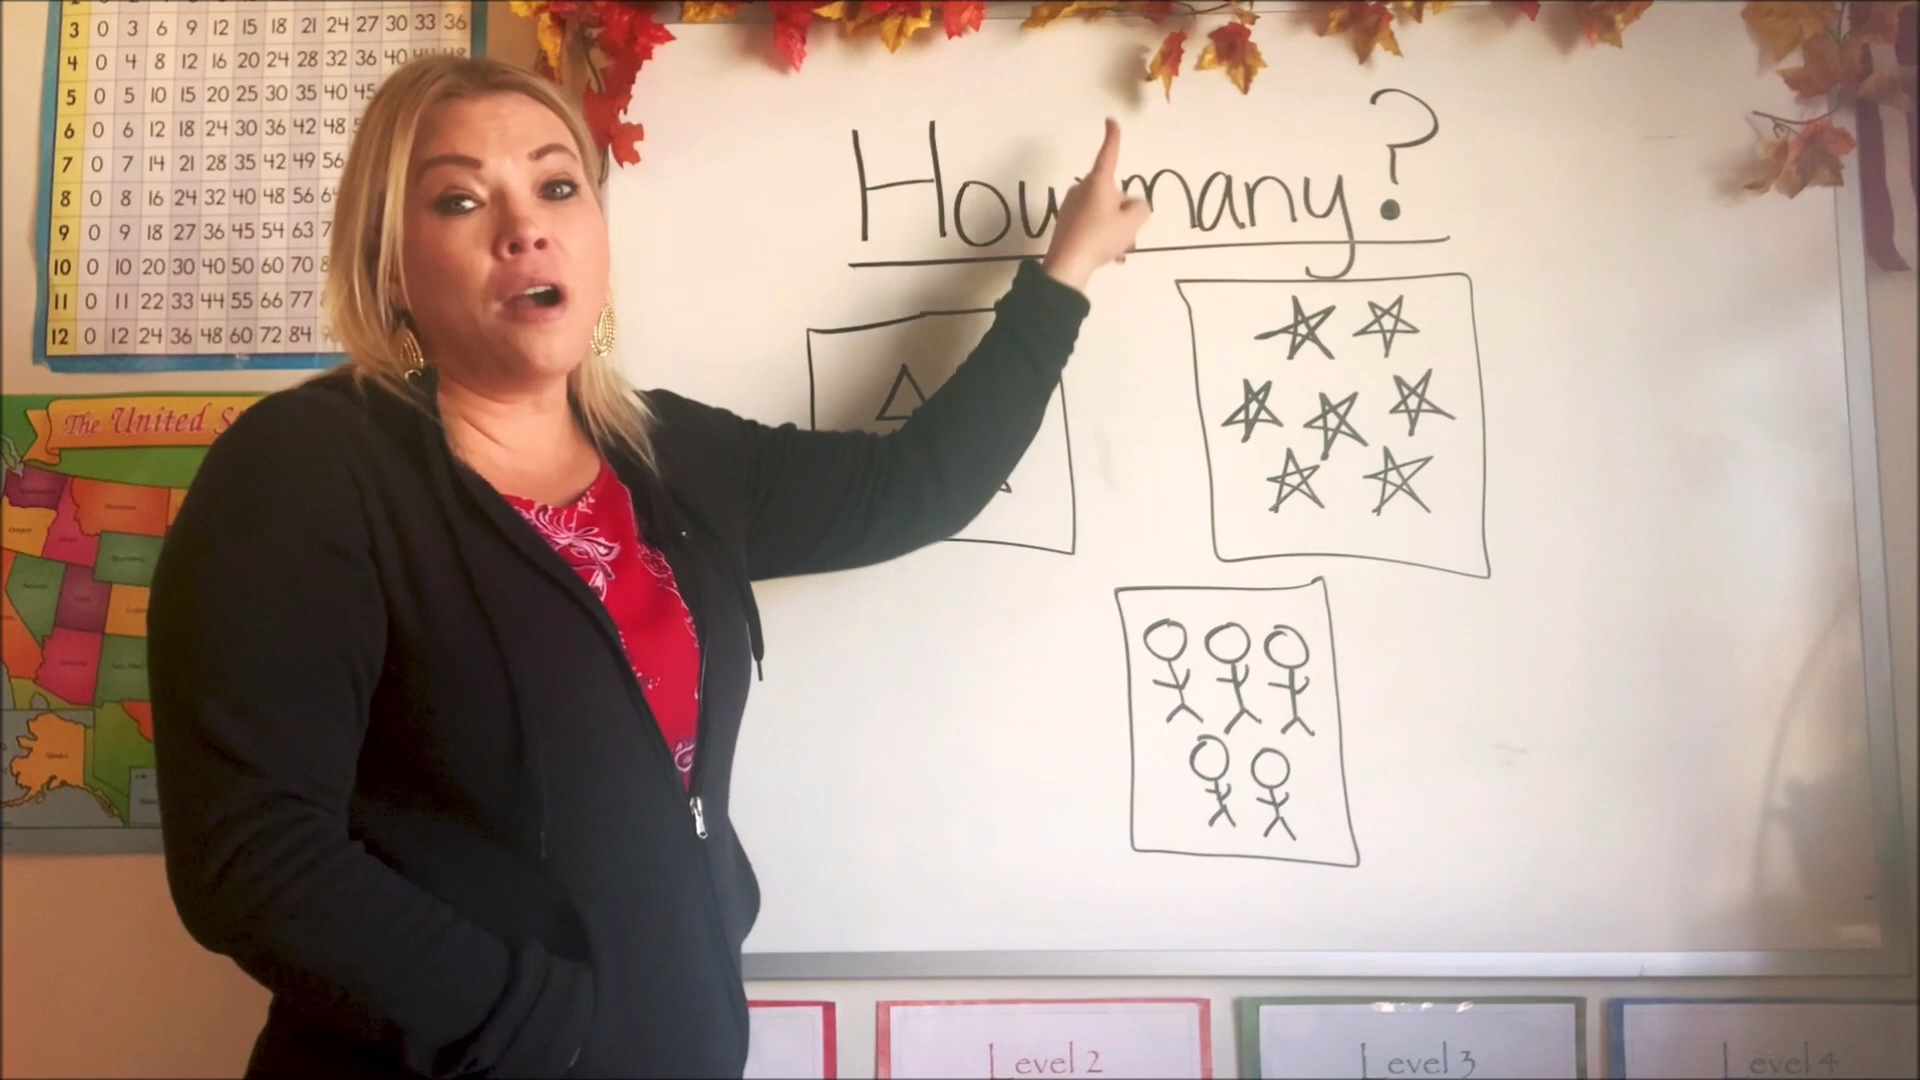 3 0 3 6 9 12 15 18 21 24 27 30 33 36
4 0 4 8 12 16 20 24 28 32 36 40 44 48
5 0 5 10 15 20 25 30 35 40 45
6 0 6 12 18 24 30 36 42 48
7 0 7 14 21 28 35 42 49 56
8 0 8 16 24 32 40 48 56
9 0 9 18 27 36 45 54 63
10 0 10 20 30 40 50 60 70
11 0 11 22 33 44 55 66 77
12 0 12 24 36 48 60 72 84
How many?
The United
Level 2
Level 3
Level 4